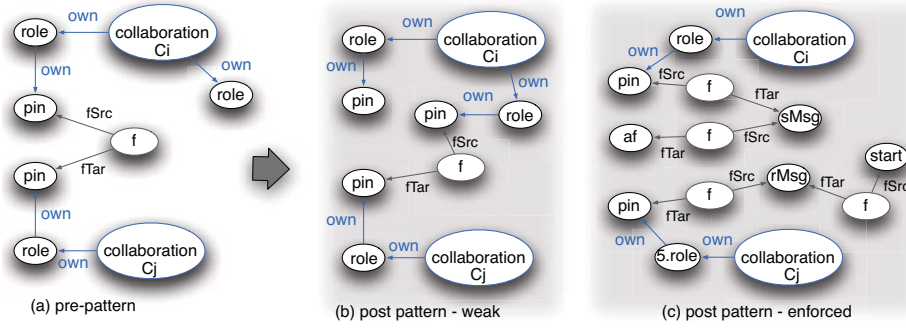 own
role
collaboration
Ci
own
own
role
pin
fSrc
f
pin
fTar
own
role
own
collaboration
Cj
(a) pre-pattern
own
role
collaboration
Ci
own
own
pin
pin
own
role
fSrc
f
pin
fTar
own
role
own
collaboration
Cj
(b) post pattern - weak
role
own
collaboration
Ci
own
pin
fSrc
f
fTar
sMsg
af
fTar
f
fSrc
start
fSrc
rMsg
fTar
f
fSrc
f
pin
fTar
own
5.role
own
collaboration
Cj
(c) post pattern - enforced